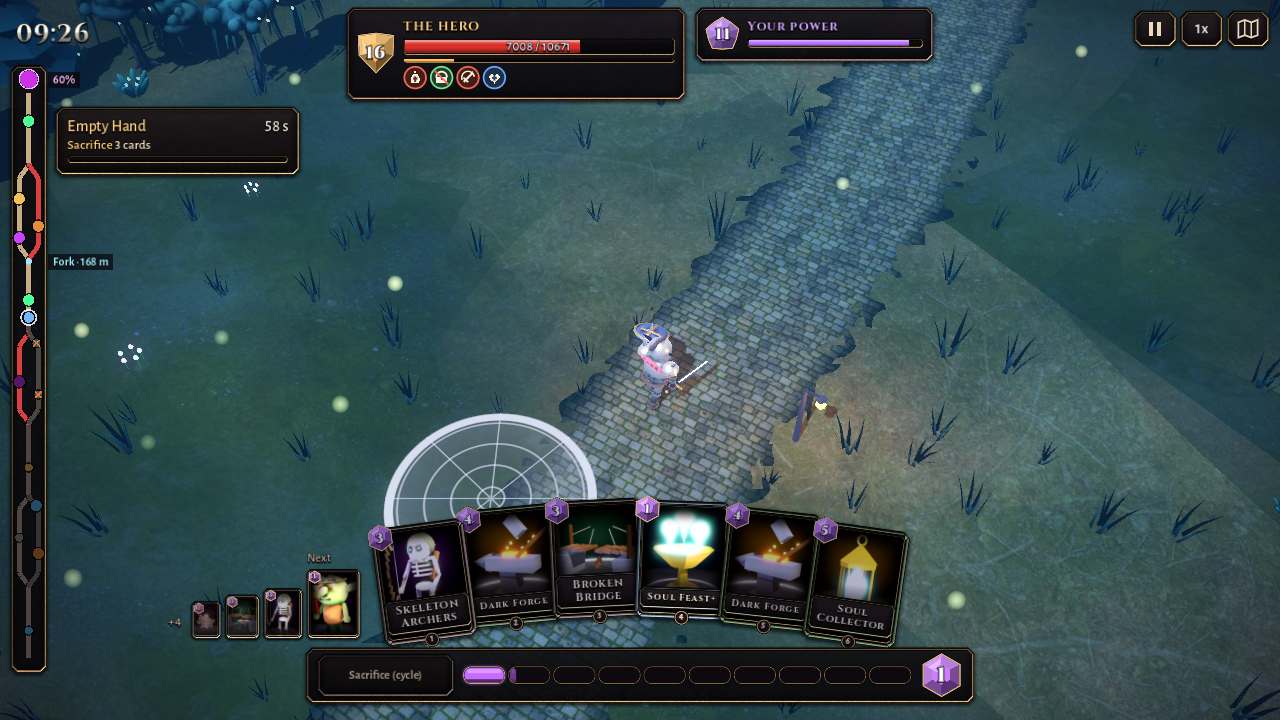 09:26
THE HERO
16
7008 / 10671
11
YOUR POWER
1x
60%
Empty Hand
58 s
Sacrifice 3 cards
Fork · 168 m
Next
1
+4
3
SKELETON
ARCHERS
1
4
DARK FORGE
2
3
BROKEN
BRIDGE
3
1
SOUL FEAST+
4
4
DARK FORGE
5
5
SOUL
COLLECTOR
6
Sacrifice (cycle)
1